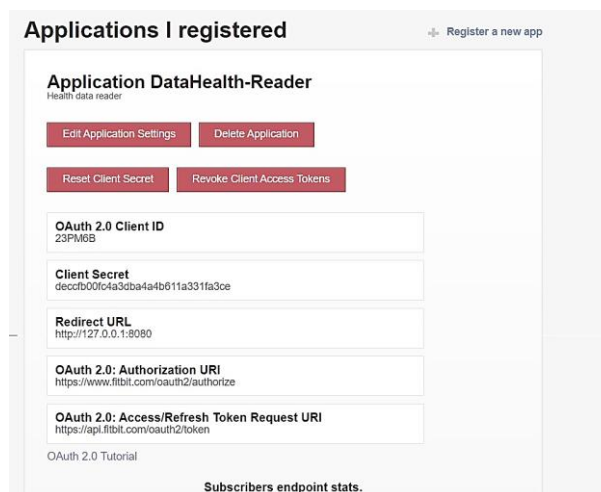 Applications I registered
Register a new app
Application DataHealth-Reader
Health data reader
Edit Application Settings
Delete Application
Reset Client Secret
Revoke Client Access Tokens
OAuth 2.0 Client ID
23PM6B
Client Secret
deccfb00fc4a3dba4a4b611a331fa3ce
Redirect URL
http://127.0.0.1:8080
OAuth 2.0: Authorization URI
https://www.fitbit.com/oauth2/authorize
OAuth 2.0: Access/Refresh Token Request URI
https://api.fitbit.com/oauth2/token
OAuth 2.0 Tutorial
Subscribers endpoint stats.